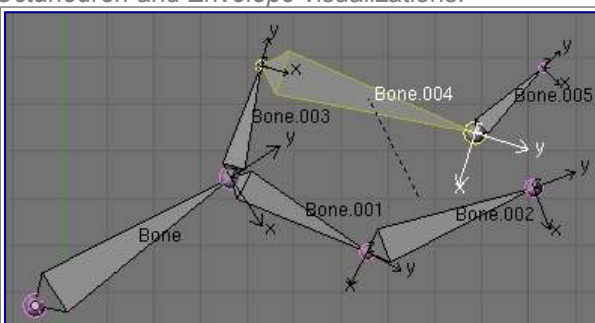 Octahedron and Envelope visualizations.
y
x
y
x
Bone.004
Bone.005
Bone.003
y
y
x
y
Bone.001
Bone.002
x
x
Bone
y
x